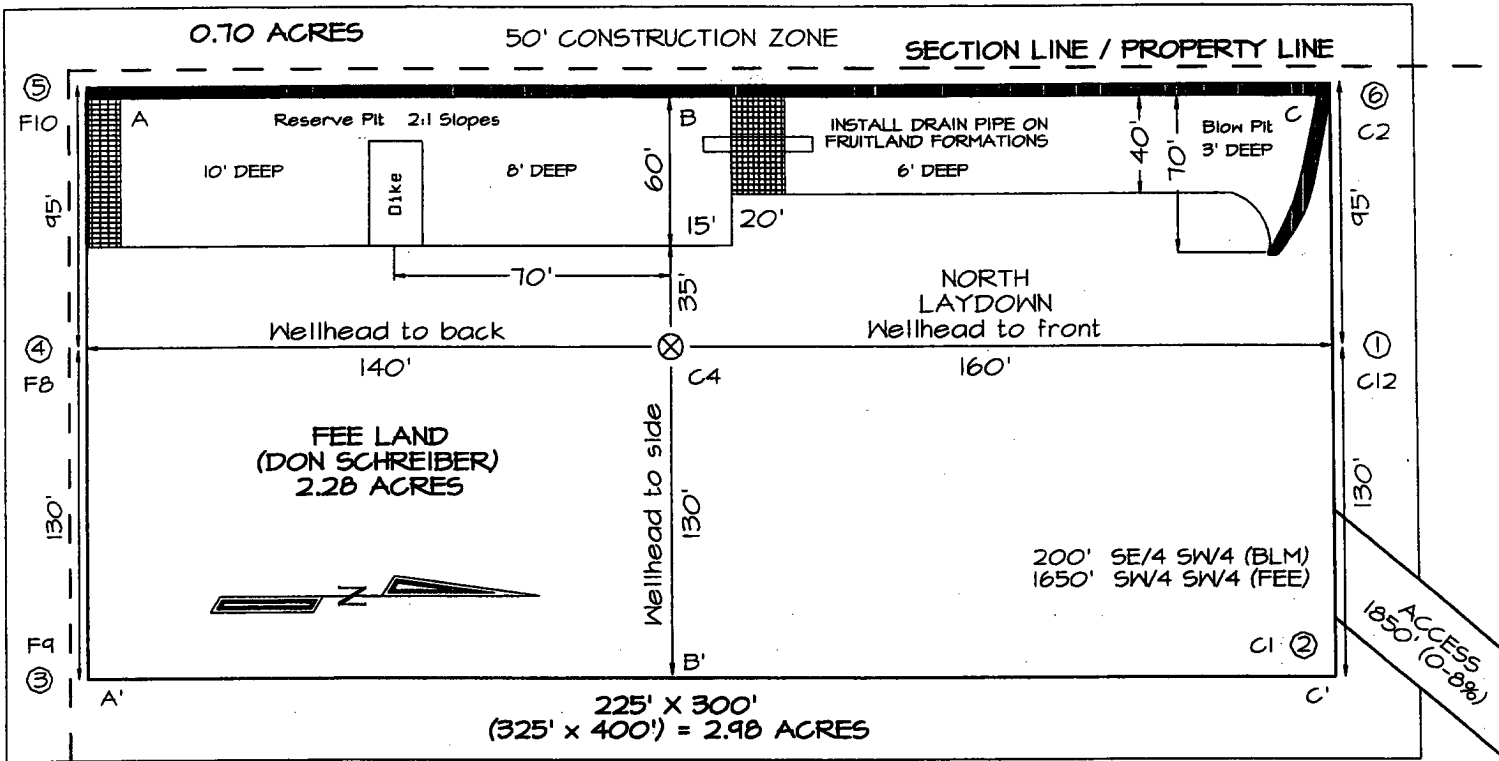 0.70 ACRES
50' CONSTRUCTION ZONE
SECTION LINE / PROPERTY LINE
5
F10
A
Reserve Pit 2:1 Slopes
B
INSTALL DRAIN PIPE ON
FRUITLAND FORMATIONS
Blow Pit
3' DEEP
C
6
C2
10' DEEP
Dike
8' DEEP
60'
6' DEEP
40'
70'
95'
15'
20'
95'
70'
35'
NORTH
LAYDOWN
Wellhead to back
Wellhead to front
4
F8
140'
C4
160'
1
C12
FEE LAND
(DON SCHREIBER)
2.28 ACRES
Wellhead to side
130'
130'
130'
200' SE/4 SW/4 (BLM)
1650' SW/4 SW/4 (FEE)
N
ACCESS
1850' (0-8%)
F9
3
A'
B'
C1 2
C'
225' X 300'
(325' x 400') = 2.98 ACRES